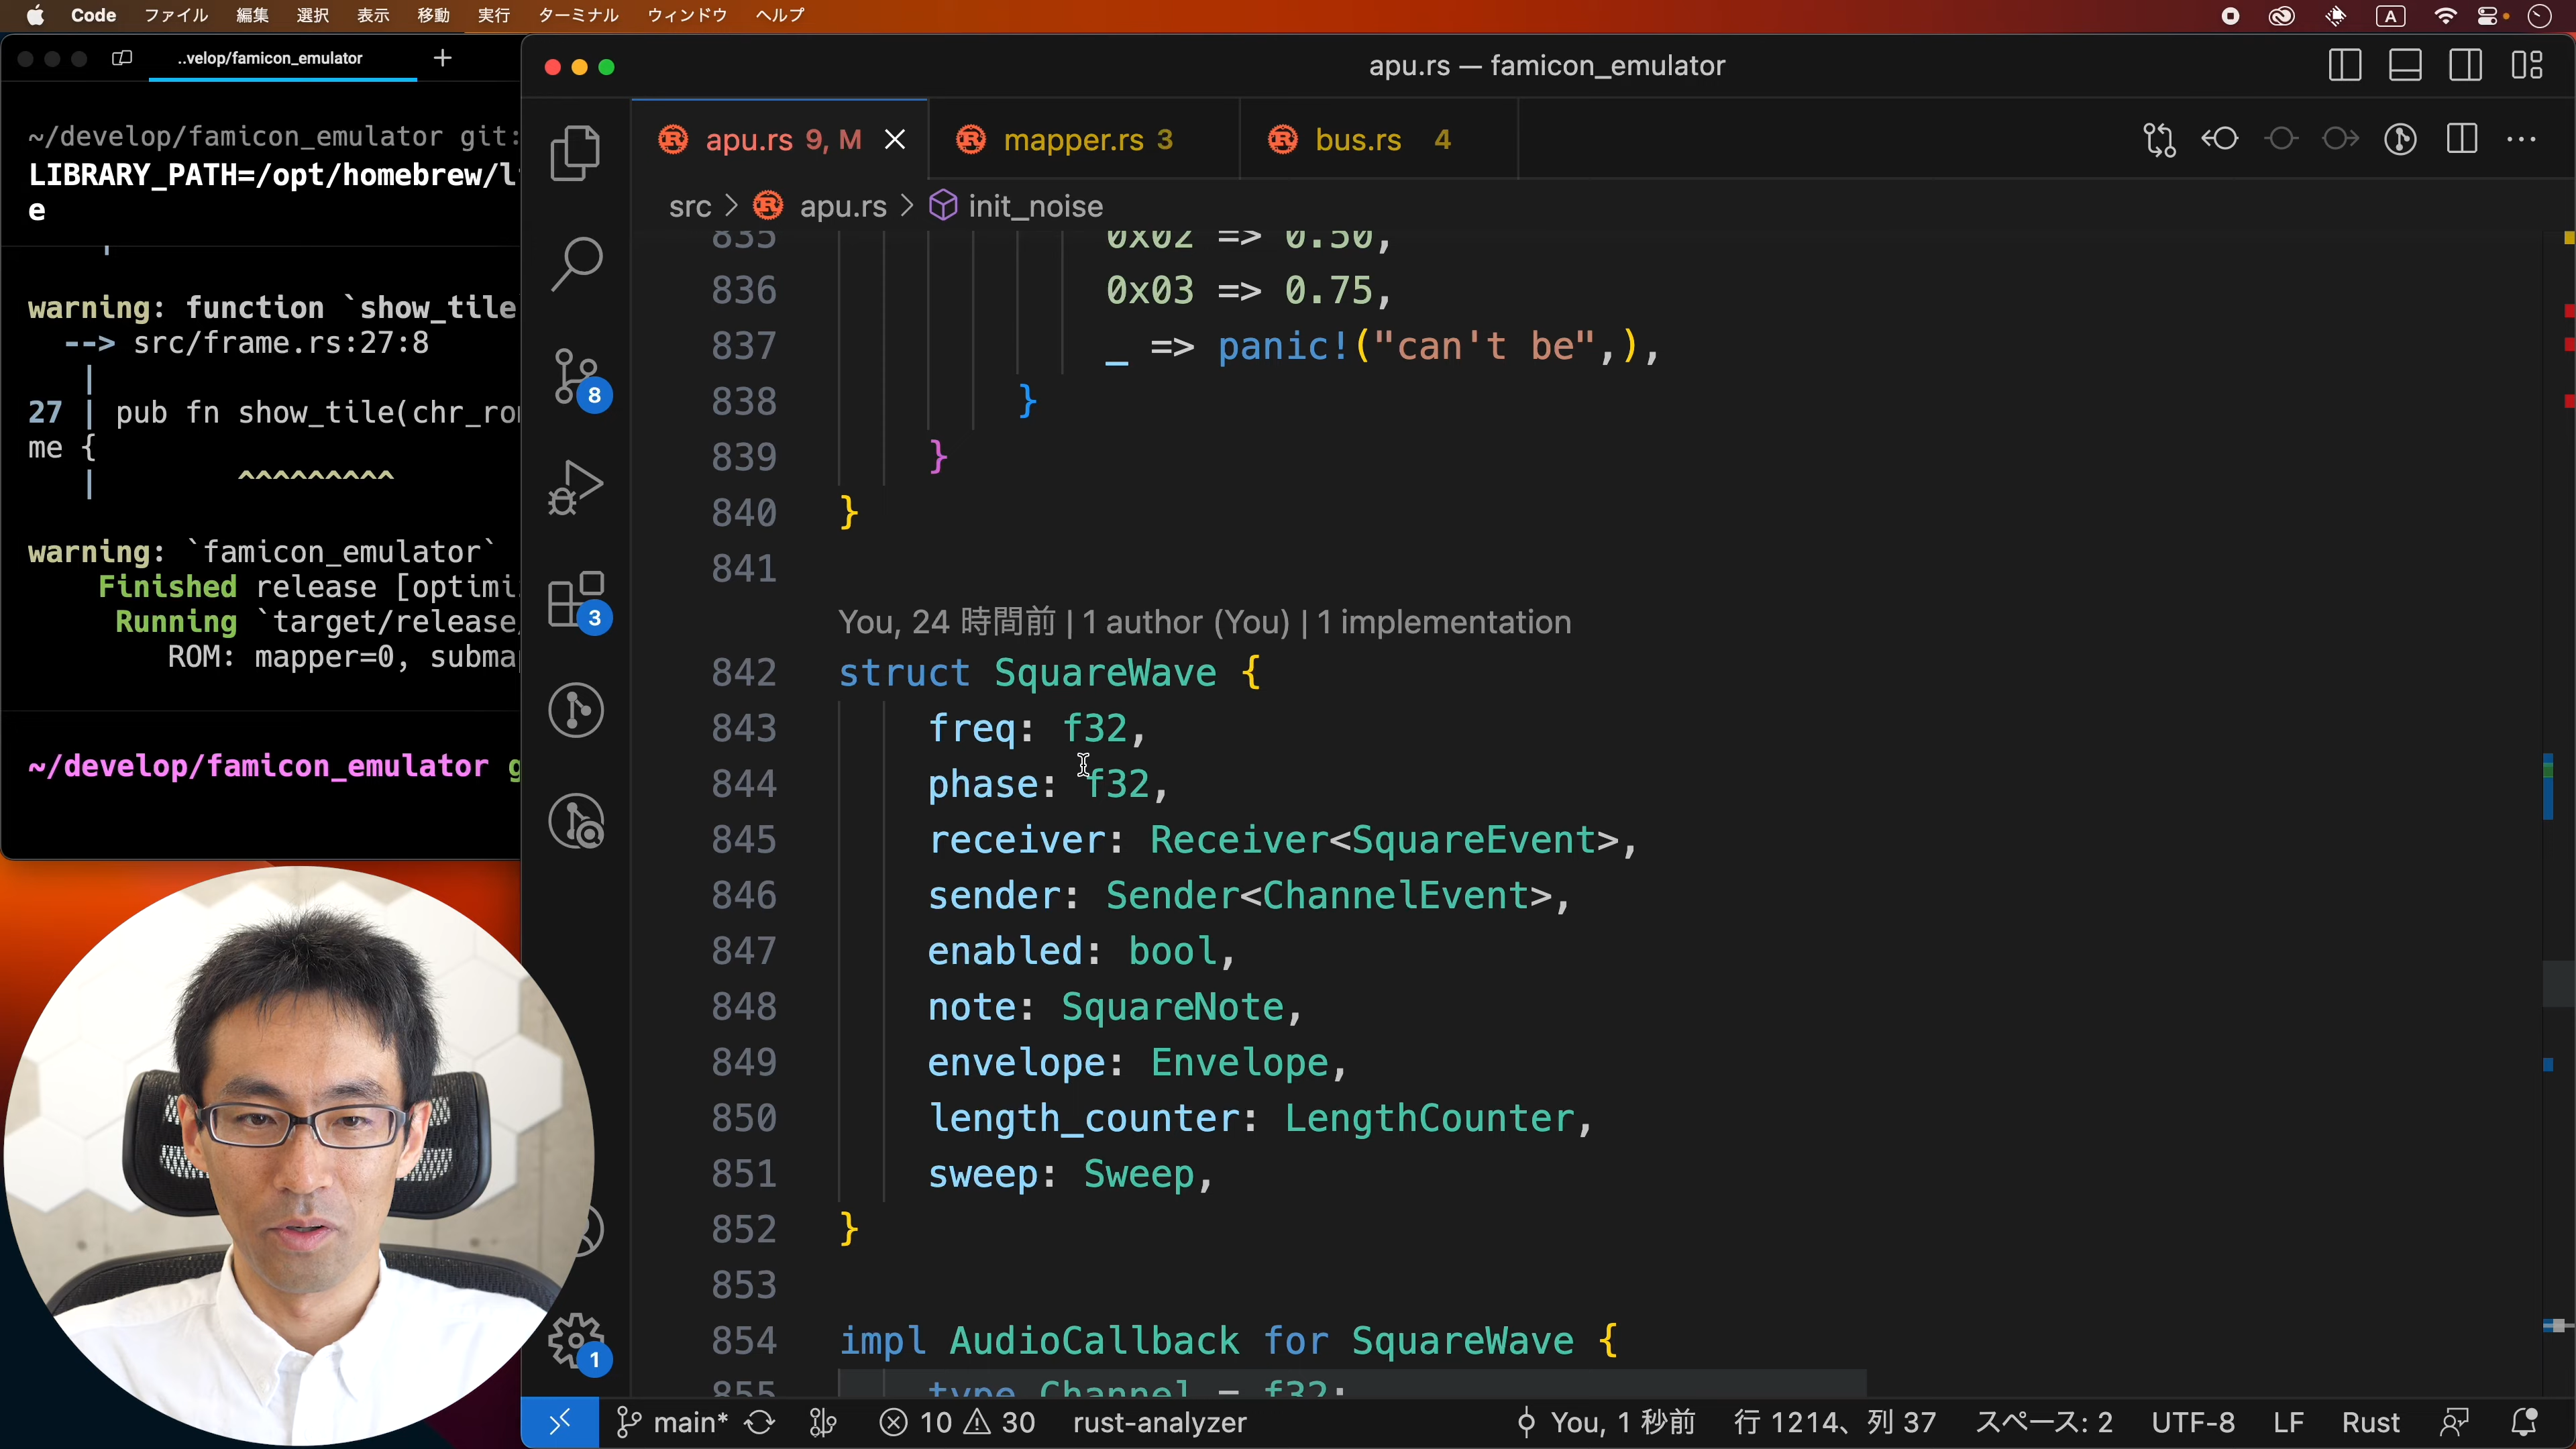 Code ファイル 編集 選択 表示 移動 実行 ターミナル ウィンドウ ヘルプ
A
..velop/famicon_emulator
~/develop/famicon_emulator git:
LIBRARY_PATH=/opt/homebrew/l
e
warning: function `show_tile
--> src/frame.rs:27:8
|
27 | pub fn show_tile(chr_ro
me {
| ^^^^^^^^^
warning: `famicon_emulator`
Finished release [optimi
Running `target/release
ROM: mapper=0, subma
~/develop/famicon_emulator g
apu.rs — famicon_emulator
apu.rs 9, M
mapper.rs 3
bus.rs 4
src > apu.rs > init_noise
8
3
1
835 0x02 => 0.50,
836 0x03 => 0.75,
837 _ => panic!("can't be",),
838 }
839 }
840 }
841
You, 24 時間前 | 1 author (You) | 1 implementation
842 struct SquareWave {
843 freq: f32,
844 phase: f32,
845 receiver: Receiver<SquareEvent>,
846 sender: Sender<ChannelEvent>,
847 enabled: bool,
848 note: SquareNote,
849 envelope: Envelope,
850 length_counter: LengthCounter,
851 sweep: Sweep,
852 }
853
854 impl AudioCallback for SquareWave {
855 type Channel = f32;
main* 10 30 rust-analyzer You, 1 秒前 行 1214、列 37 スペース: 2 UTF-8 LF Rust